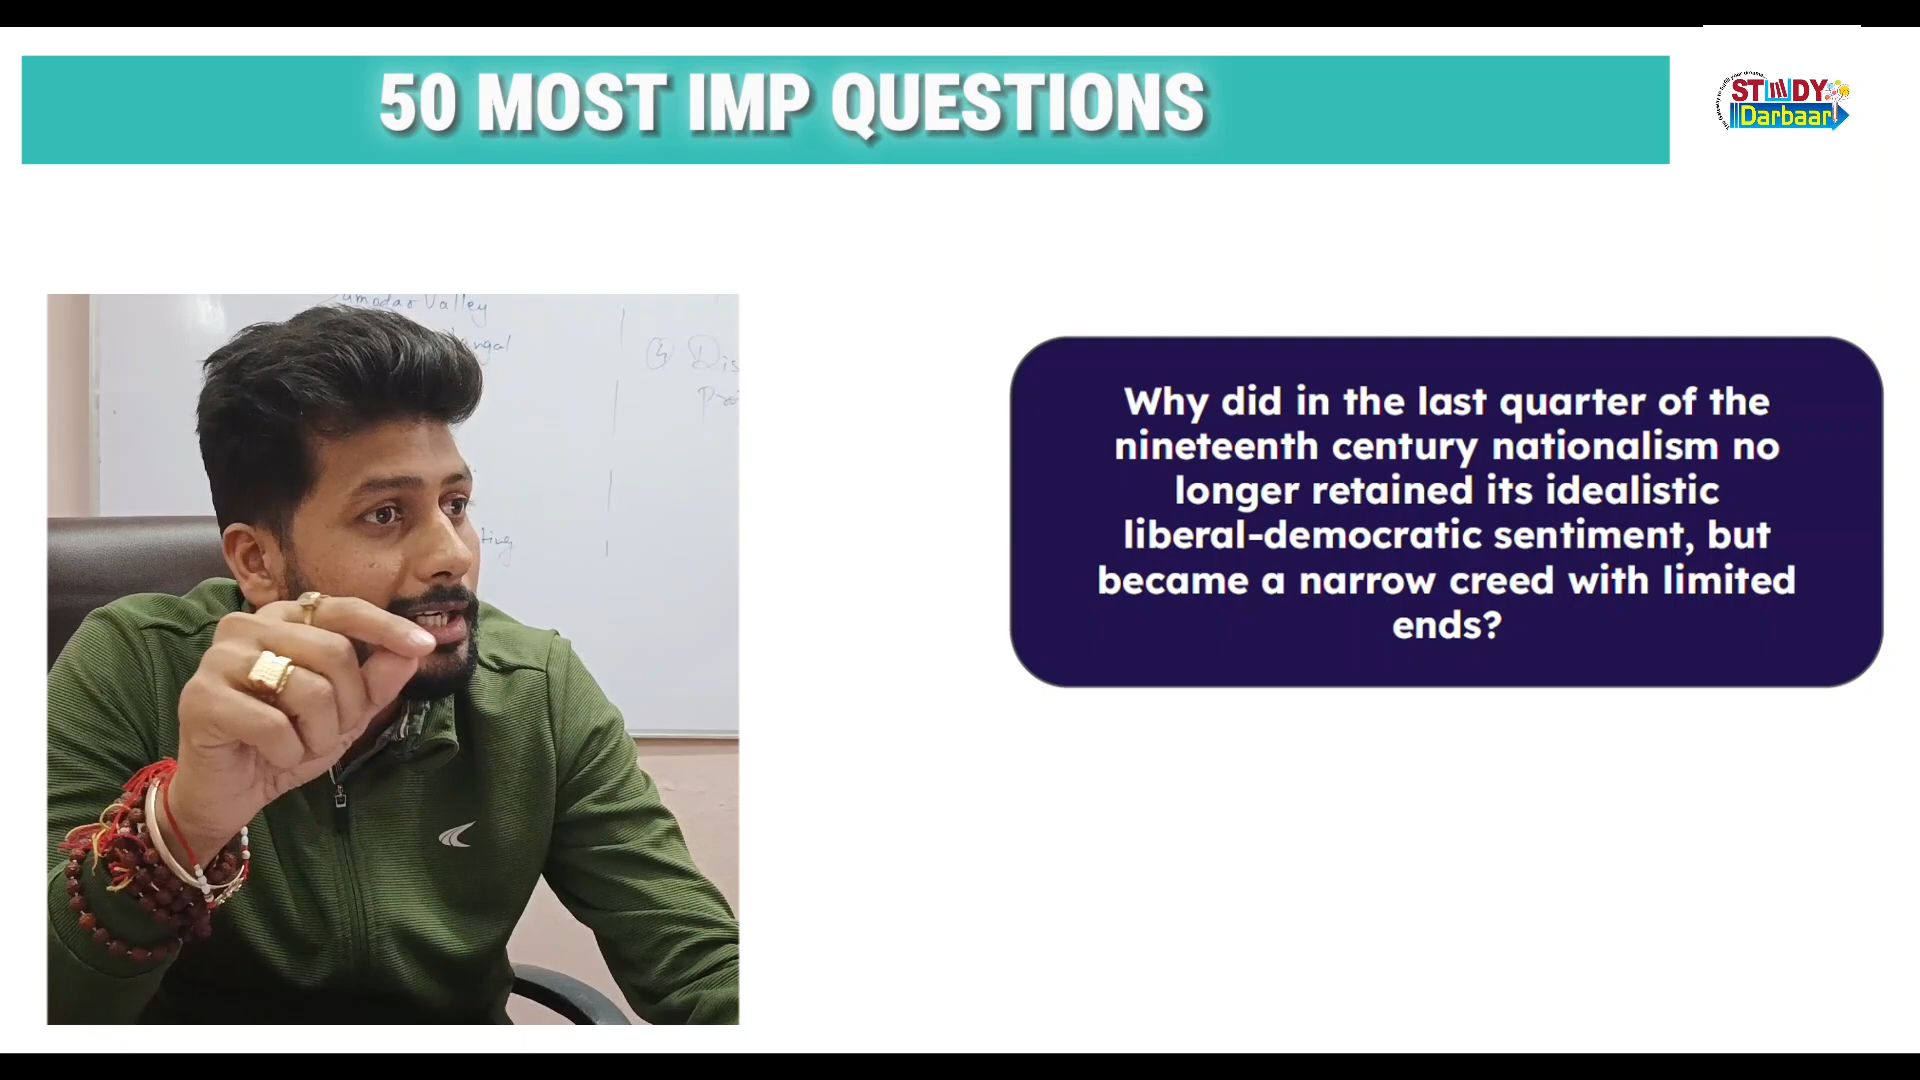 50 MOST IMP QUESTIONS
STUDY
Darbaar
Valley
Why did in the last quarter of the
nineteenth century nationalism no
longer retained its idealistic
liberal-democratic sentiment, but
became a narrow creed with limited
ends?